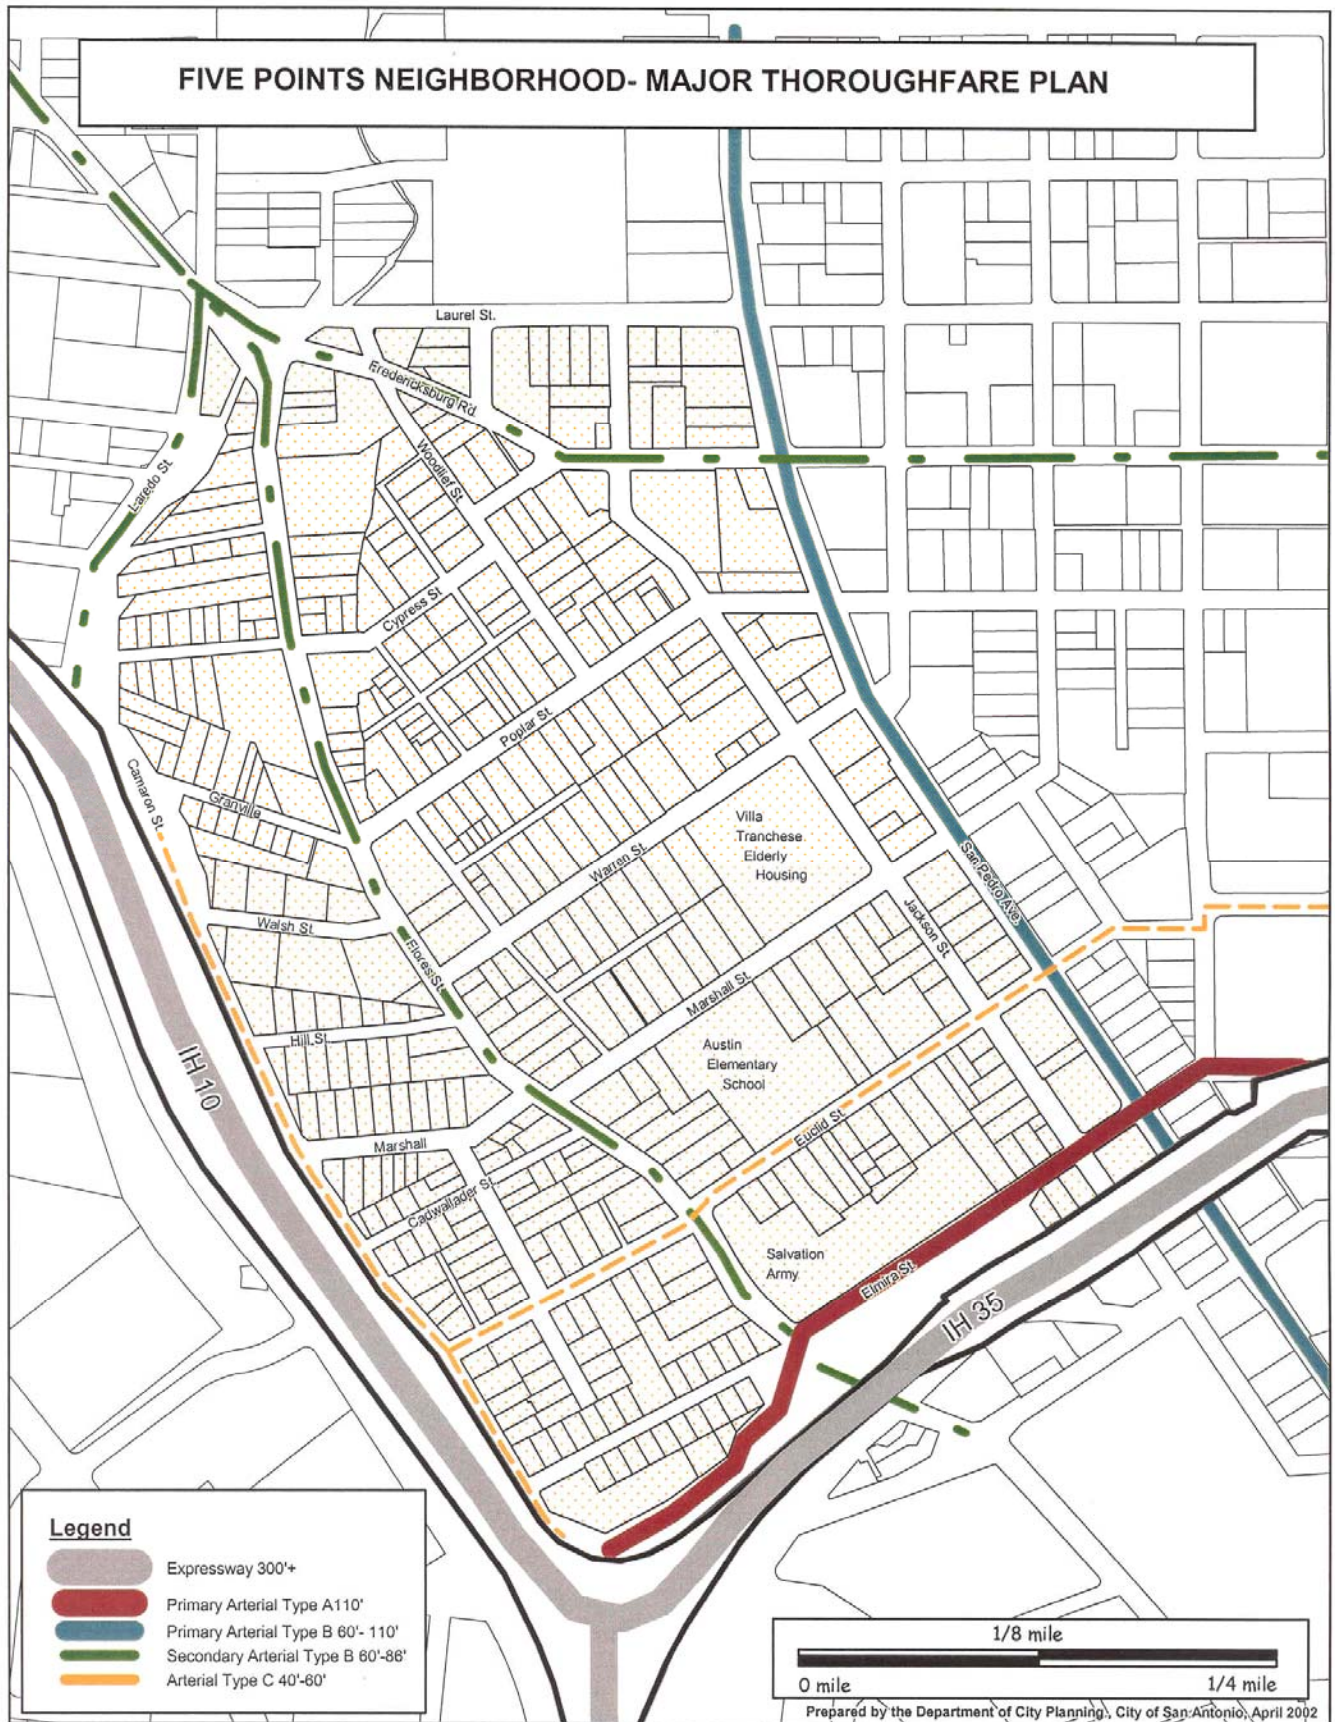 FIVE POINTS NEIGHBORHOOD- MAJOR THOROUGHFARE PLAN
Laurel St.
Fredericksburg Rd.
Woodlief St.
Laredo St
Cypress St
Poplar St.
Camaron St.
Granville
Villa
Tranchese
Elderly
Housing
Warren St.
San Pedro Ave.
Jackson St.
Walsh St.
Flores St.
Marshall St.
Hill St.
Austin
Elementary
School
IH 10
Euclid St.
Marshall
Cadwallader St.
Salvation
Army
Elmira St.
IH 35
Legend
Expressway 300'+
Primary Arterial Type A110'
Primary Arterial Type B 60'- 110'
Secondary Arterial Type B 60'-86'
Arterial Type C 40'-60'
1/8 mile
0 mile 1/4 mile
Prepared by the Department of City Planning, City of San Antonio, April 2002